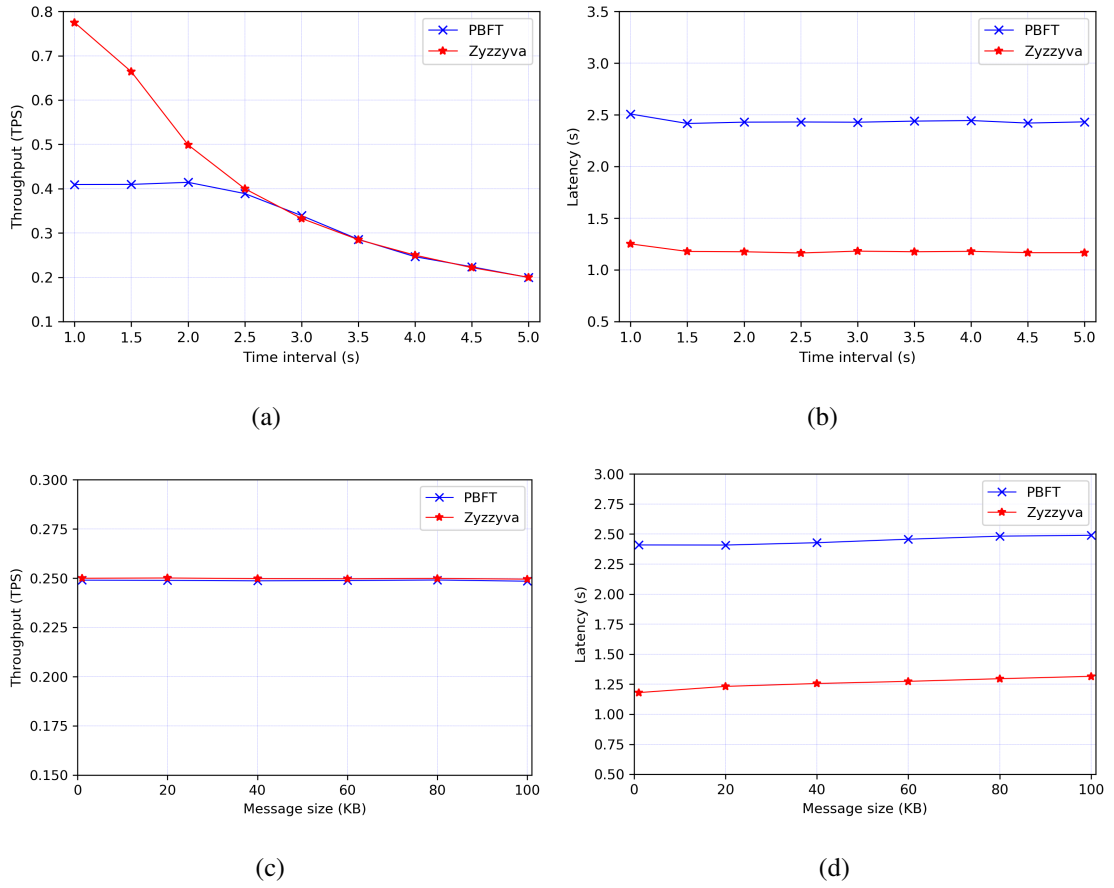 0.8
0.7
0.6
0.5
0.4
0.3
0.2
0.1
Throughput (TPS)
PBFT
Zyzzyva
1.0 1.5 2.0 2.5 3.0 3.5 4.0 4.5 5.0
Time interval (s)
(a)
3.5
3.0
2.5
2.0
1.5
1.0
0.5
Latency (s)
PBFT
Zyzzyva
1.0 1.5 2.0 2.5 3.0 3.5 4.0 4.5 5.0
Time interval (s)
(b)
0.300
0.275
0.250
0.225
0.200
0.175
0.150
Throughput (TPS)
PBFT
Zyzzyva
0 20 40 60 80 100
Message size (KB)
(c)
3.00
2.75
2.50
2.25
2.00
1.75
1.50
1.25
1.00
0.75
0.50
Latency (s)
PBFT
Zyzzyva
0 20 40 60 80 100
Message size (KB)
(d)